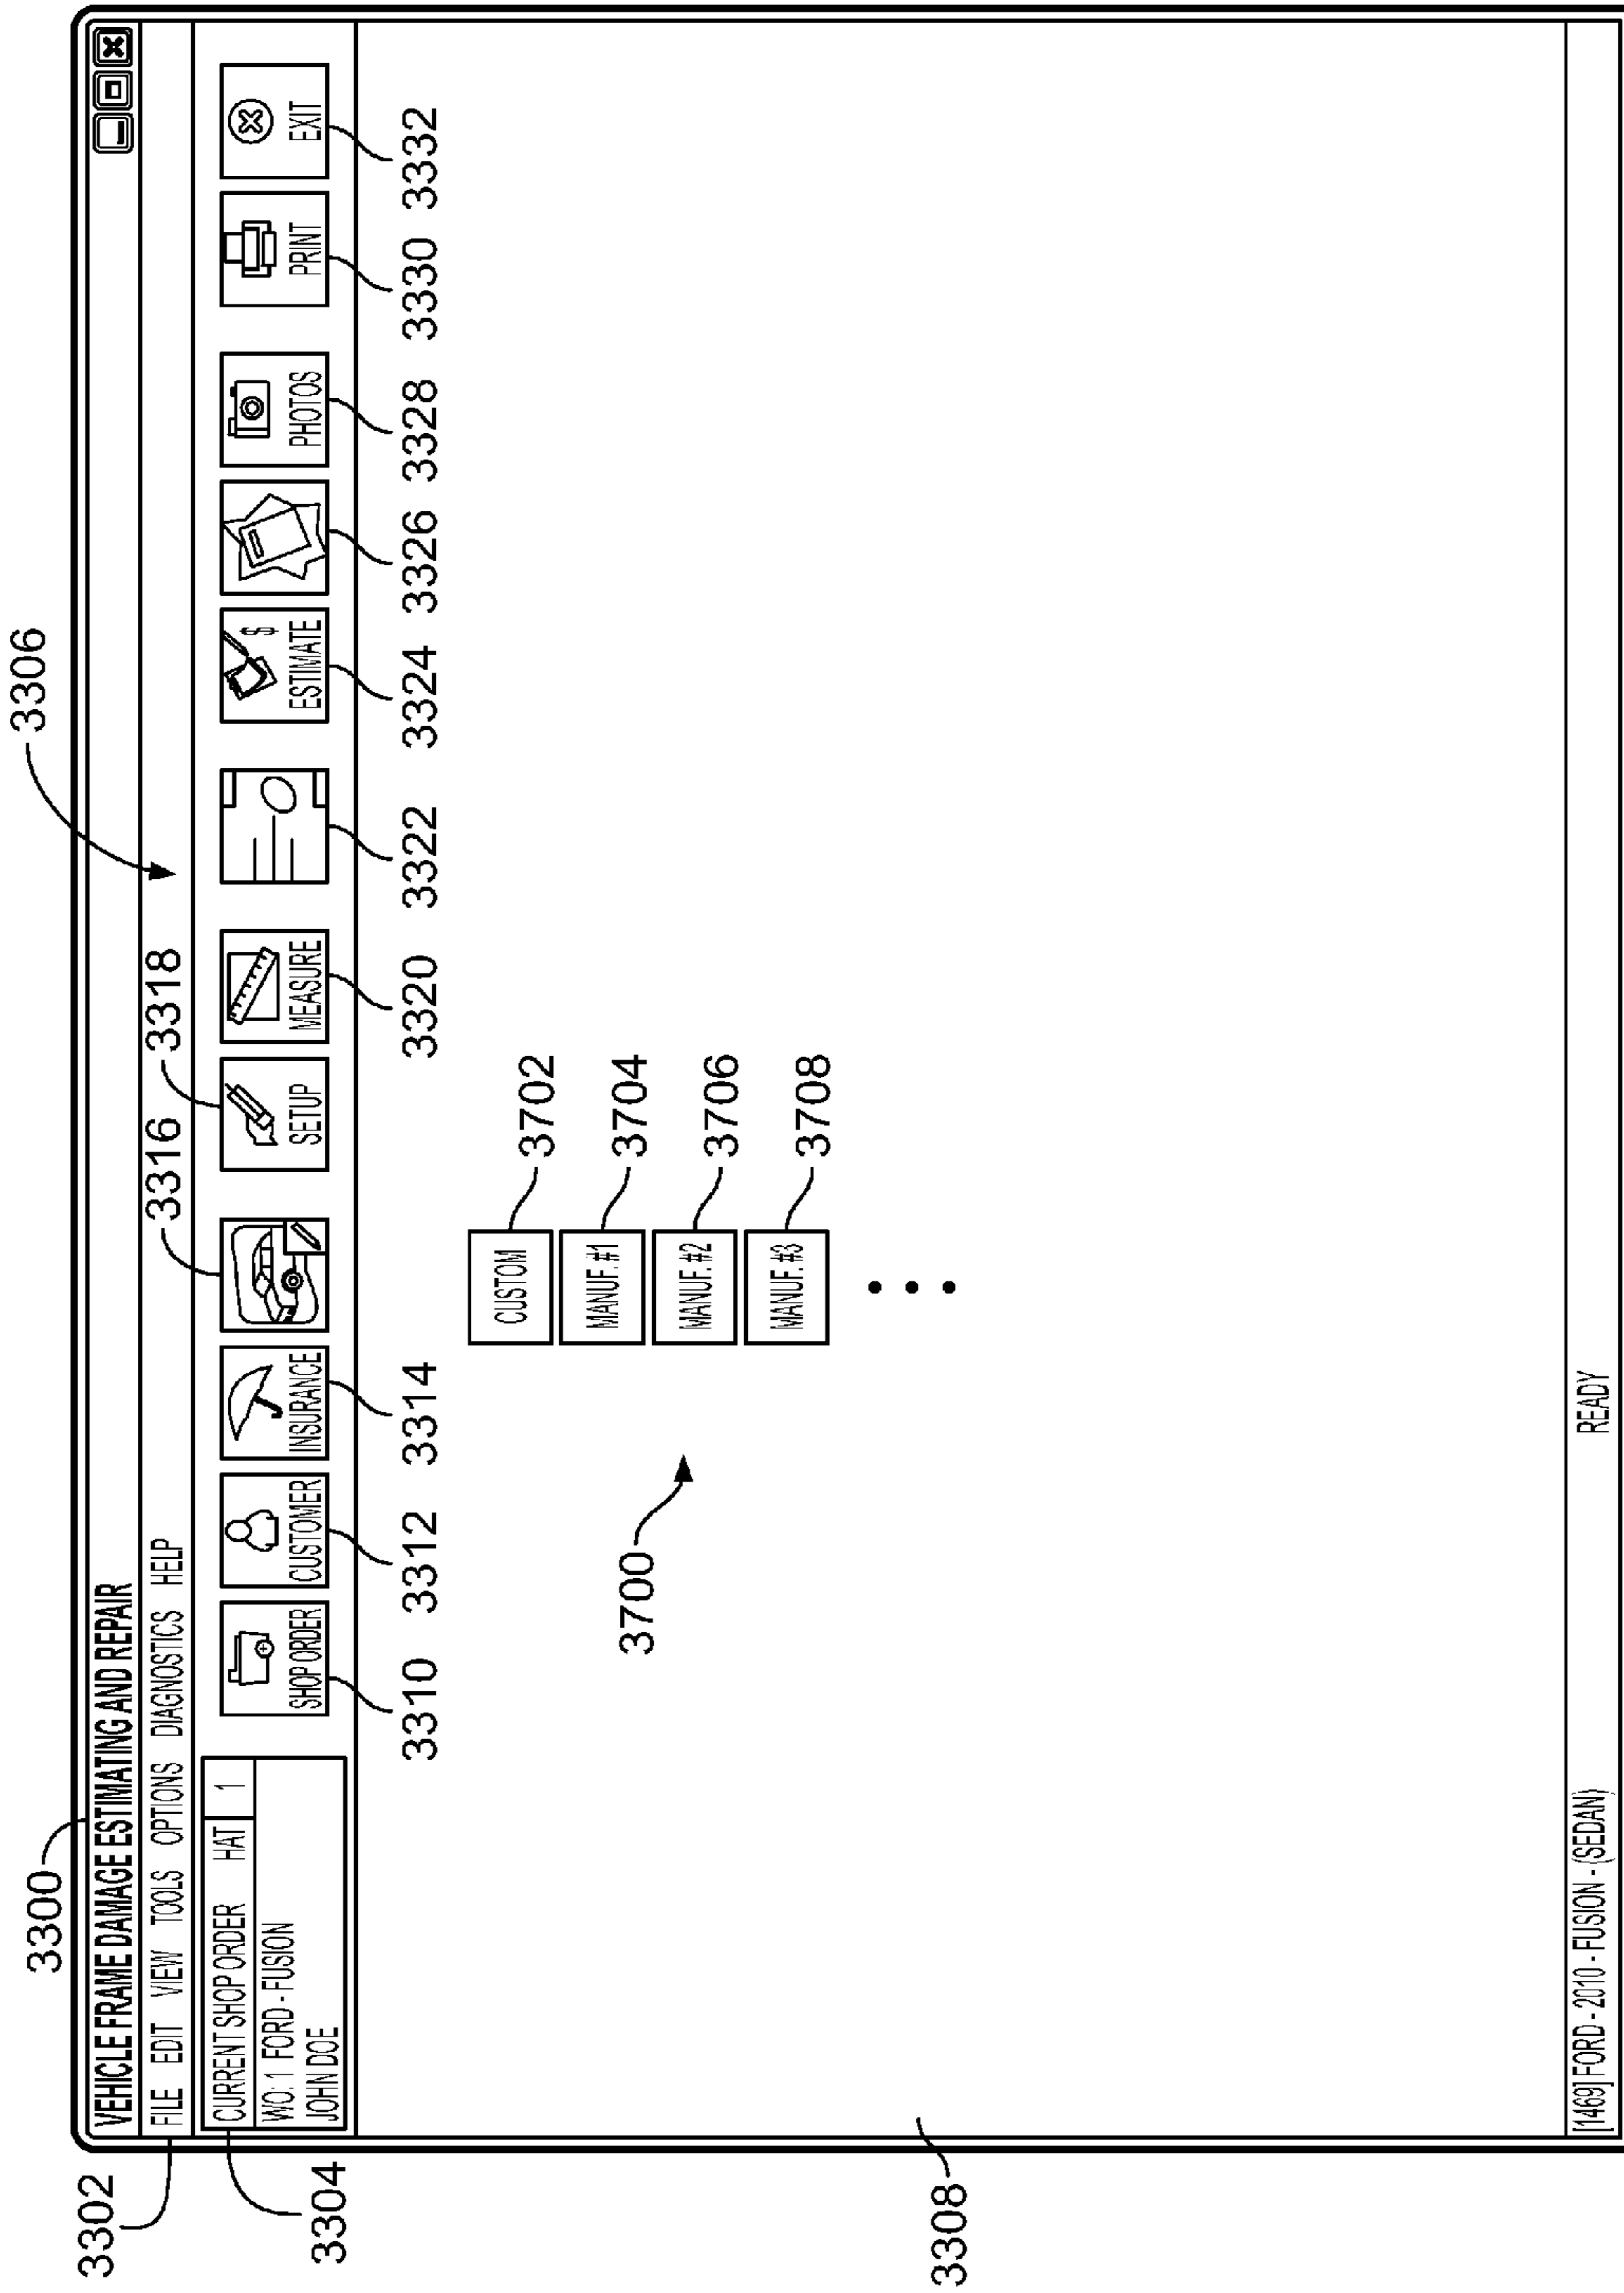 3306
3300
VEHICLE FRAME DAMAGE ESTIMATING AND REPAIR
3302
FILE EDIT VIEW TOOLS OPTIONS DIAGNOSTICS HELP
3316 3318
3304
CURRENT SHOP ORDER HAT 1
WO: 1 FORD - FUSION
JOHN DOE
SHOP ORDER CUSTOMER INSURANCE SETUP MEASURE ESTIMATE $ PHOTOS PRINT EXIT
3310 3312 3314 3320 3322 3324 3326 3328 3330 3332
3700
CUSTOM 3702
MANUF. #1 3704
MANUF. #2 3706
MANUF. #3 3708
3308
[1469] FORD - 2010 - FUSION - (SEDAN) READY